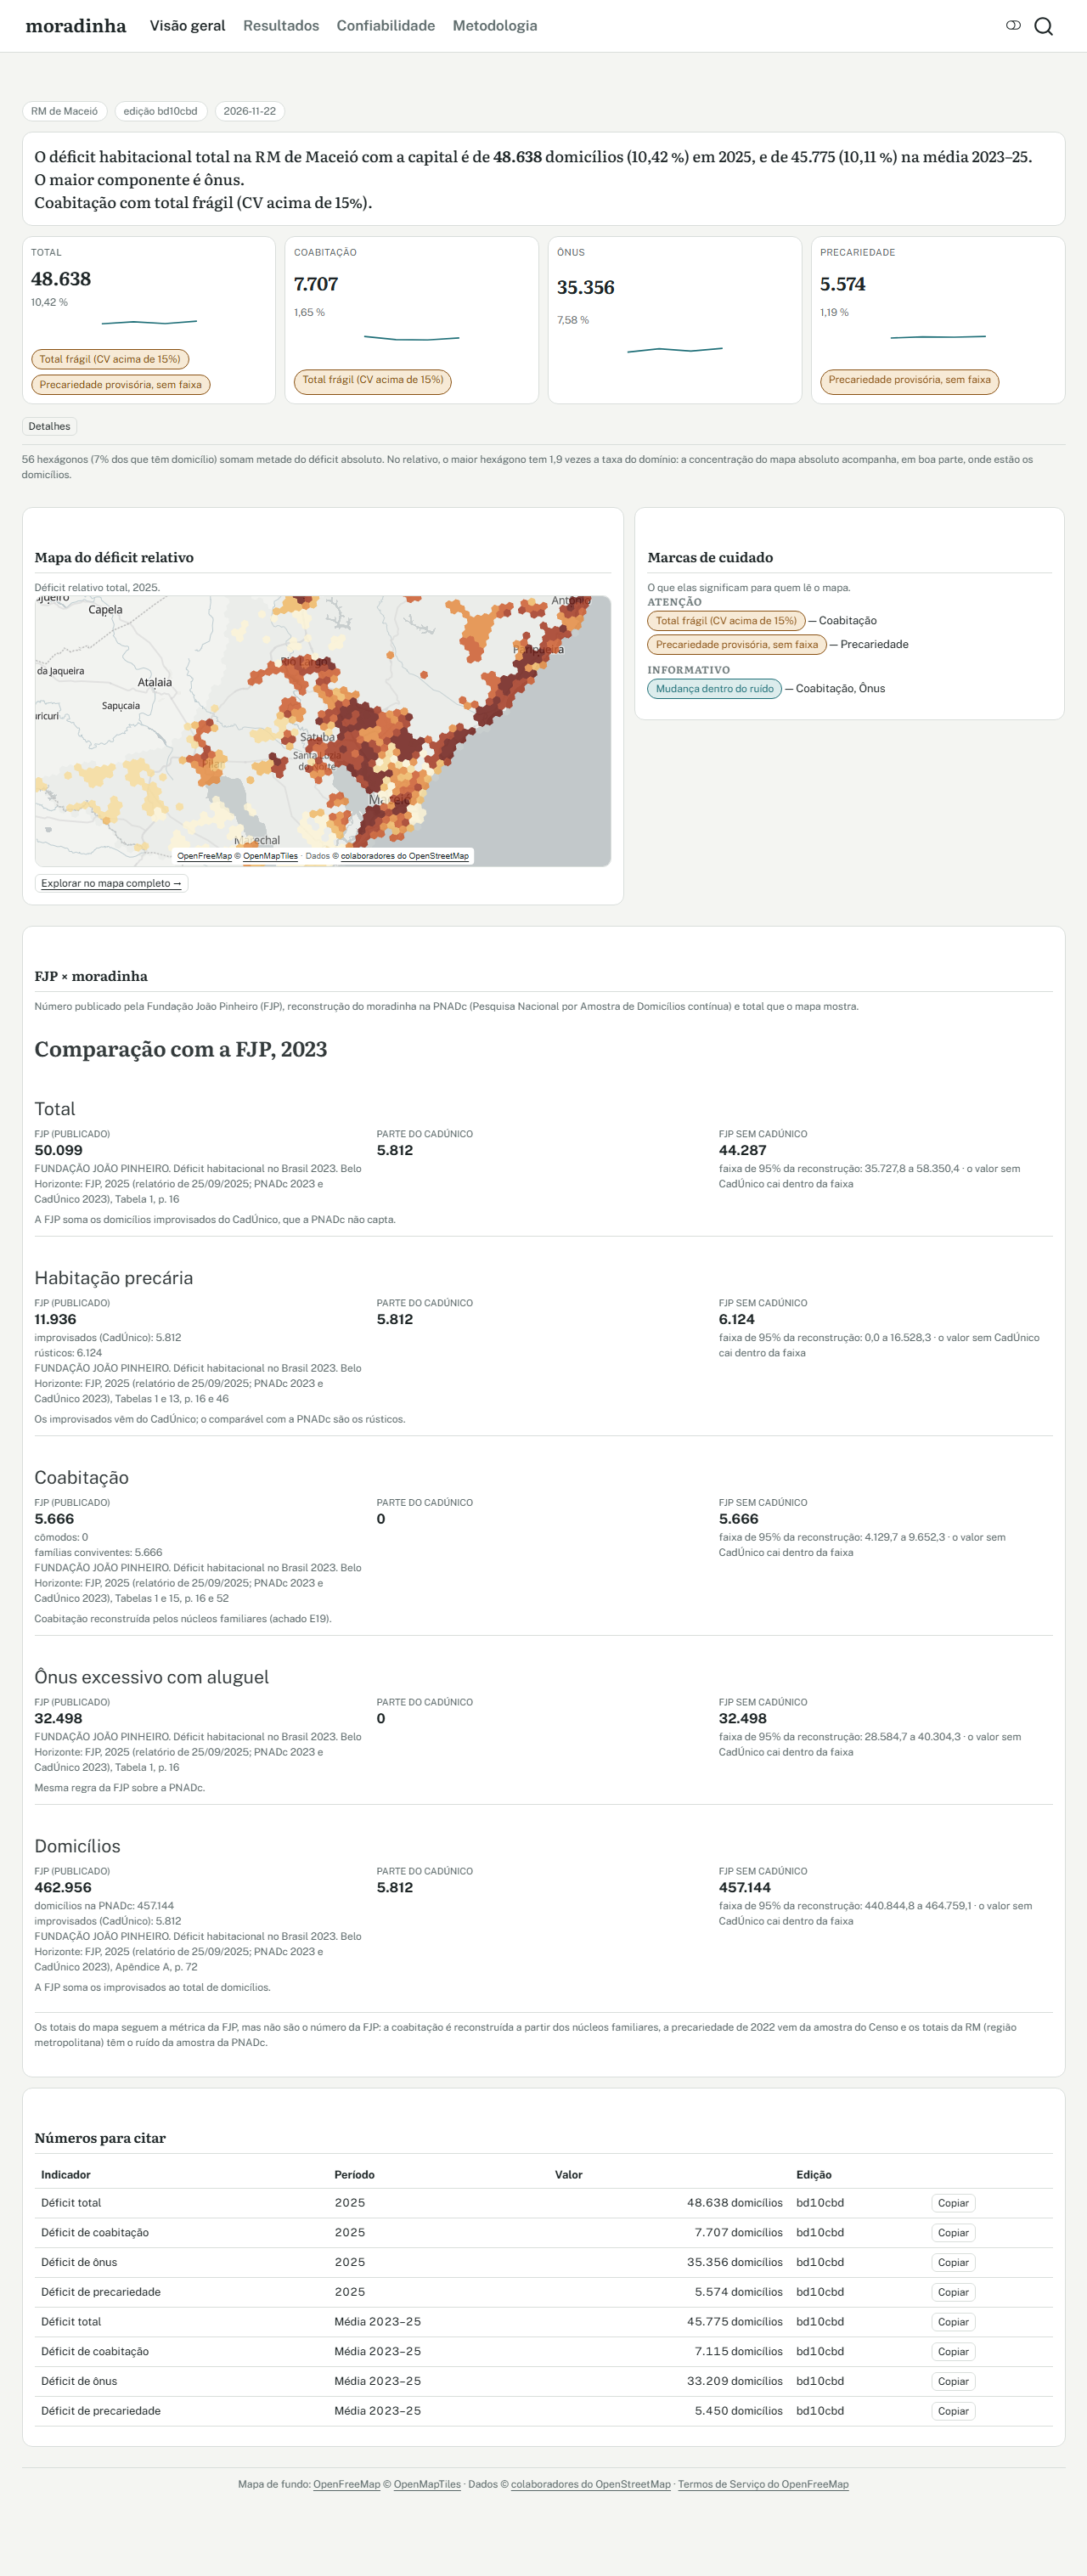 moradinha Visão geral Resultados Confiabilidade Metodologia
RM de Maceió edição bd10cbd 2026-11-22
O déficit habitacional total na RM de Maceió com a capital é de 48.638 domicílios (10,42 %) em 2025, e de 45.775 (10,11 %) na média 2023–25.
O maior componente é ônus.
Coabitação com total frágil (CV acima de 15%).
TOTAL
48.638
10,42 %
Total frágil (CV acima de 15%)
Precariedade provisória, sem faixa
COABITAÇÃO
7.707
1,65 %
Total frágil (CV acima de 15%)
ÔNUS
35.356
7,58 %
PRECARIEDADE
5.574
1,19 %
Precariedade provisória, sem faixa
Detalhes
56 hexágonos (7% dos que têm domicílio) somam metade do déficit absoluto. No relativo, o maior hexágono tem 1,9 vezes a taxa do domínio: a concentração do mapa absoluto acompanha, em boa parte, onde estão os
domicílios.
Mapa do déficit relativo
Déficit relativo total, 2025.
Capela
da Jaqueira
Atalaia
Sapucaia
Satuba
OpenFreeMap © OpenMapTiles · Dados © colaboradores do OpenStreetMap
Explorar no mapa completo →
Marcas de cuidado
O que elas significam para quem lê o mapa.
ATENÇÃO
Total frágil (CV acima de 15%) — Coabitação
Precariedade provisória, sem faixa — Precariedade
INFORMATIVO
Mudança dentro do ruído — Coabitação, Ônus
FJP × moradinha
Número publicado pela Fundação João Pinheiro (FJP), reconstrução do moradinha na PNADc (Pesquisa Nacional por Amostra de Domicílios contínua) e total que o mapa mostra.
Comparação com a FJP, 2023
Total
FJP (PUBLICADO)
50.099
FUNDAÇÃO JOÃO PINHEIRO. Déficit habitacional no Brasil 2023. Belo
Horizonte: FJP, 2025 (relatório de 25/09/2025; PNADc 2023 e
CadÚnico 2023), Tabela 1, p. 16
PARTE DO CADÚNICO
5.812
FJP SEM CADÚNICO
44.287
faixa de 95% da reconstrução: 35.727,8 a 58.350,4 · o valor sem
CadÚnico cai dentro da faixa
A FJP soma os domicílios improvisados do CadÚnico, que a PNADc não capta.
Habitação precária
FJP (PUBLICADO)
11.936
improvisados (CadÚnico): 5.812
rústicos: 6.124
FUNDAÇÃO JOÃO PINHEIRO. Déficit habitacional no Brasil 2023. Belo
Horizonte: FJP, 2025 (relatório de 25/09/2025; PNADc 2023 e
CadÚnico 2023), Tabelas 1 e 13, p. 16 e 46
PARTE DO CADÚNICO
5.812
FJP SEM CADÚNICO
6.124
faixa de 95% da reconstrução: 0,0 a 16.528,3 · o valor sem CadÚnico
cai dentro da faixa
Os improvisados vêm do CadÚnico; o comparável com a PNADc são os rústicos.
Coabitação
FJP (PUBLICADO)
5.666
cômodos: 0
famílias conviventes: 5.666
FUNDAÇÃO JOÃO PINHEIRO. Déficit habitacional no Brasil 2023. Belo
Horizonte: FJP, 2025 (relatório de 25/09/2025; PNADc 2023 e
CadÚnico 2023), Tabelas 1 e 15, p. 16 e 52
PARTE DO CADÚNICO
0
FJP SEM CADÚNICO
5.666
faixa de 95% da reconstrução: 4.129,7 a 9.652,3 · o valor sem
CadÚnico cai dentro da faixa
Coabitação reconstruída pelos núcleos familiares (achado E19).
Ônus excessivo com aluguel
FJP (PUBLICADO)
32.498
FUNDAÇÃO JOÃO PINHEIRO. Déficit habitacional no Brasil 2023. Belo
Horizonte: FJP, 2025 (relatório de 25/09/2025; PNADc 2023 e
CadÚnico 2023), Tabela 1, p. 16
PARTE DO CADÚNICO
0
FJP SEM CADÚNICO
32.498
faixa de 95% da reconstrução: 28.584,7 a 40.304,3 · o valor sem
CadÚnico cai dentro da faixa
Mesma regra da FJP sobre a PNADc.
Domicílios
FJP (PUBLICADO)
462.956
domicílios na PNADc: 457.144
improvisados (CadÚnico): 5.812
FUNDAÇÃO JOÃO PINHEIRO. Déficit habitacional no Brasil 2023. Belo
Horizonte: FJP, 2025 (relatório de 25/09/2025; PNADc 2023 e
CadÚnico 2023), Apêndice A, p. 72
PARTE DO CADÚNICO
5.812
FJP SEM CADÚNICO
457.144
faixa de 95% da reconstrução: 440.844,8 a 464.759,1 · o valor sem
CadÚnico cai dentro da faixa
A FJP soma os improvisados ao total de domicílios.
Os totais do mapa seguem a métrica da FJP, mas não são o número da FJP: a coabitação é reconstruída a partir dos núcleos familiares, a precariedade de 2022 vem da amostra do Censo e os totais da RM (região
metropolitana) têm o ruído da amostra da PNADc.
Números para citar
Indicador Período Valor Edição
Déficit total 2025 48.638 domicílios bd10cbd Copiar
Déficit de coabitação 2025 7.707 domicílios bd10cbd Copiar
Déficit de ônus 2025 35.356 domicílios bd10cbd Copiar
Déficit de precariedade 2025 5.574 domicílios bd10cbd Copiar
Déficit total Média 2023–25 45.775 domicílios bd10cbd Copiar
Déficit de coabitação Média 2023–25 7.115 domicílios bd10cbd Copiar
Déficit de ônus Média 2023–25 33.209 domicílios bd10cbd Copiar
Déficit de precariedade Média 2023–25 5.450 domicílios bd10cbd Copiar
Mapa de fundo: OpenFreeMap © OpenMapTiles · Dados © colaboradores do OpenStreetMap · Termos de Serviço do OpenFreeMap